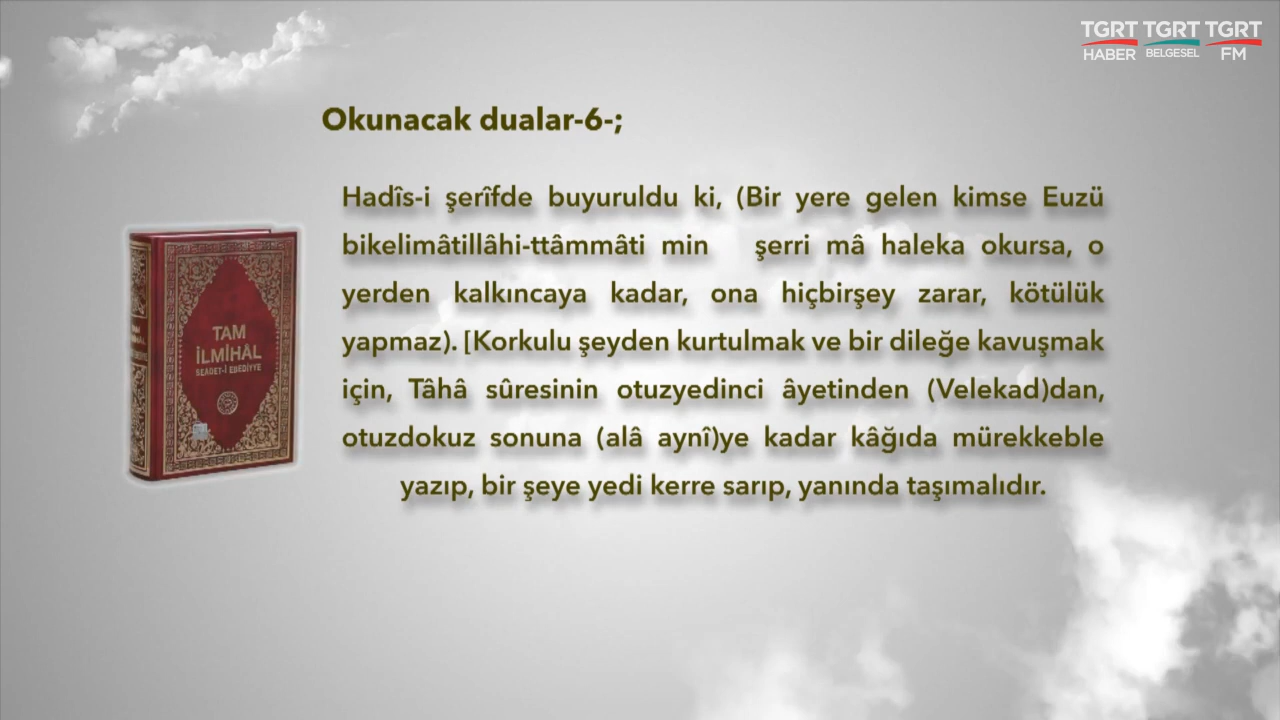 TGRT TGRT TGRT
HABER BELGESEL FM
Okunacak dualar-6-;
Hadîs-i şerîfde buyuruldu ki, (Bir yere gelen kimse Euzü
bikelimâtillâhi-ttâmmâti min şerri mâ haleka okursa, o
yerden kalkıncaya kadar, ona hiçbirşey zarar, kötülük
yapmaz). [Korkulu şeyden kurtulmak ve bir dileğe kavuşmak
için, Tâhâ sûresinin otuzyedinci âyetinden (Velekad)dan,
otuzdokuz sonuna (alâ aynî)ye kadar kâğıda mürekkeble
yazıp, bir şeye yedi kerre sarıp, yanında taşımalıdır.
TAM
İLMİHÂL
SEÂDET-İ EBEDİYYE